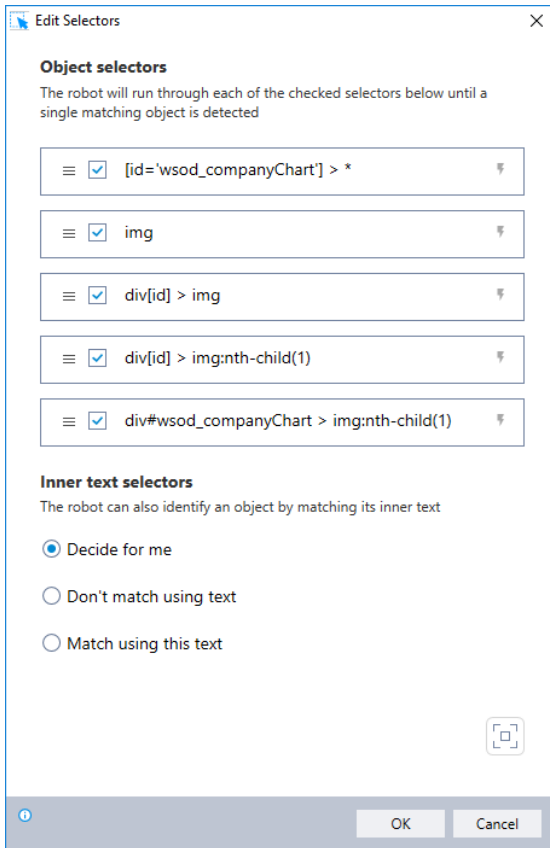 Edit Selectors
Object selectors
The robot will run through each of the checked selectors below until a
single matching object is detected
[id='wsod_companyChart'] > *
img
div[id] > img
div[id] > img:nth-child(1)
div#wsod_companyChart > img:nth-child(1)
Inner text selectors
The robot can also identify an object by matching its inner text
Decide for me
Don't match using text
Match using this text
OK
Cancel